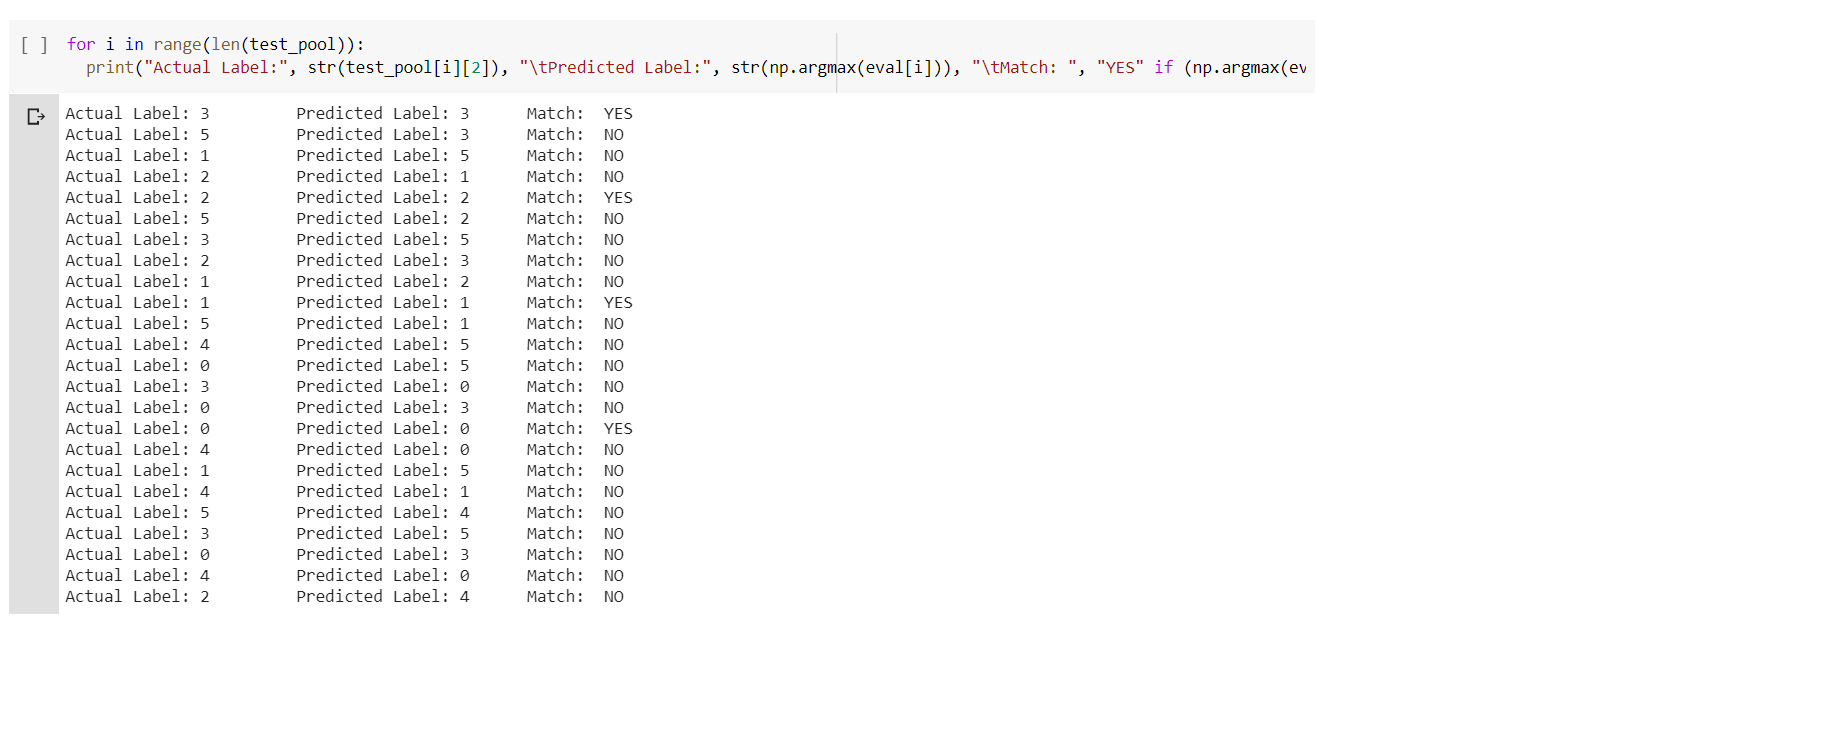 [ ] for i in range(len(test_pool)):
print("Actual Label:", str(test_pool[i][2]), "\tPredicted Label:", str(np.argmax(eval[i])), "\tMatch: ", "YES" if (np.argmax(ev
Actual Label: 3 Predicted Label: 3 Match: YES
Actual Label: 5 Predicted Label: 3 Match: NO
Actual Label: 1 Predicted Label: 5 Match: NO
Actual Label: 2 Predicted Label: 1 Match: NO
Actual Label: 2 Predicted Label: 2 Match: YES
Actual Label: 5 Predicted Label: 2 Match: NO
Actual Label: 3 Predicted Label: 5 Match: NO
Actual Label: 2 Predicted Label: 3 Match: NO
Actual Label: 1 Predicted Label: 2 Match: NO
Actual Label: 1 Predicted Label: 1 Match: YES
Actual Label: 5 Predicted Label: 1 Match: NO
Actual Label: 4 Predicted Label: 5 Match: NO
Actual Label: 0 Predicted Label: 5 Match: NO
Actual Label: 3 Predicted Label: 0 Match: NO
Actual Label: 0 Predicted Label: 3 Match: NO
Actual Label: 0 Predicted Label: 0 Match: YES
Actual Label: 4 Predicted Label: 0 Match: NO
Actual Label: 1 Predicted Label: 5 Match: NO
Actual Label: 4 Predicted Label: 1 Match: NO
Actual Label: 5 Predicted Label: 4 Match: NO
Actual Label: 3 Predicted Label: 5 Match: NO
Actual Label: 0 Predicted Label: 3 Match: NO
Actual Label: 4 Predicted Label: 0 Match: NO
Actual Label: 2 Predicted Label: 4 Match: NO